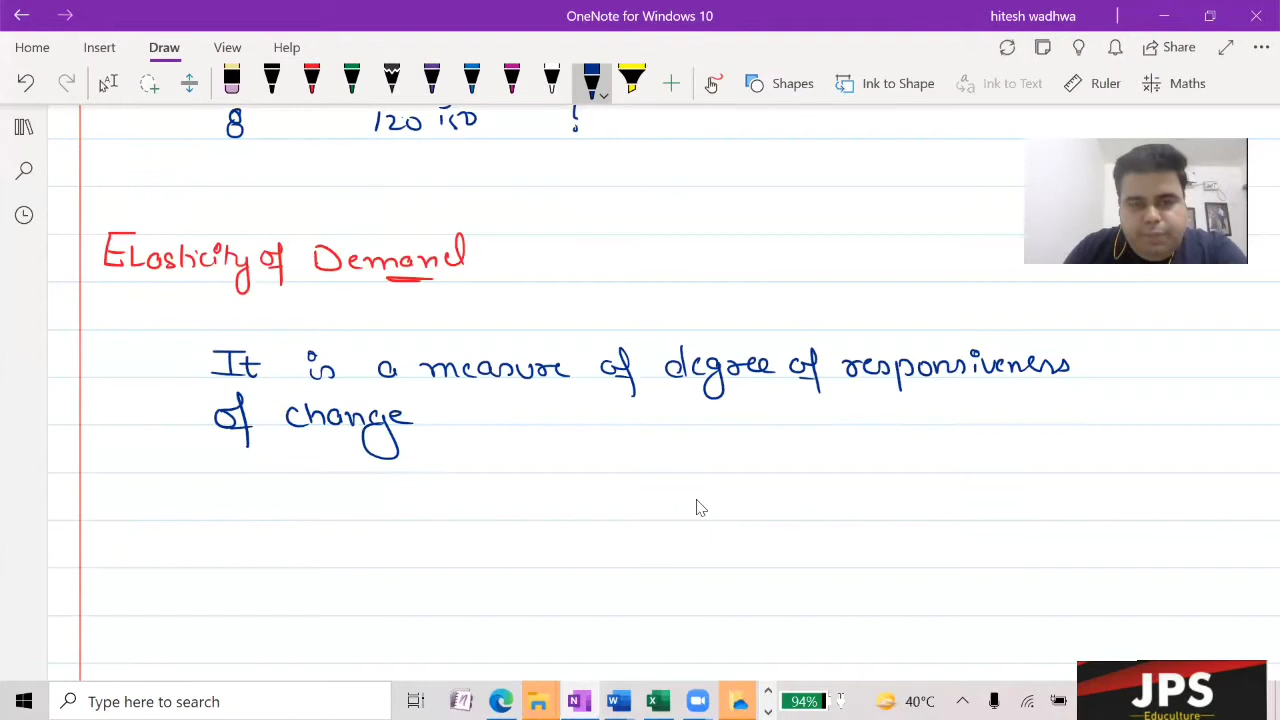 OneNote for Windows 10
hitesh wadhwa
Home Insert Draw View Help Share
Shapes Ink to Shape Ink to Text Ruler Maths
8 120 150
Elasticity of Demand
It is a measure of degree of responsiveness
of change
Type here to search 94% 40°C
JPS
Educulture